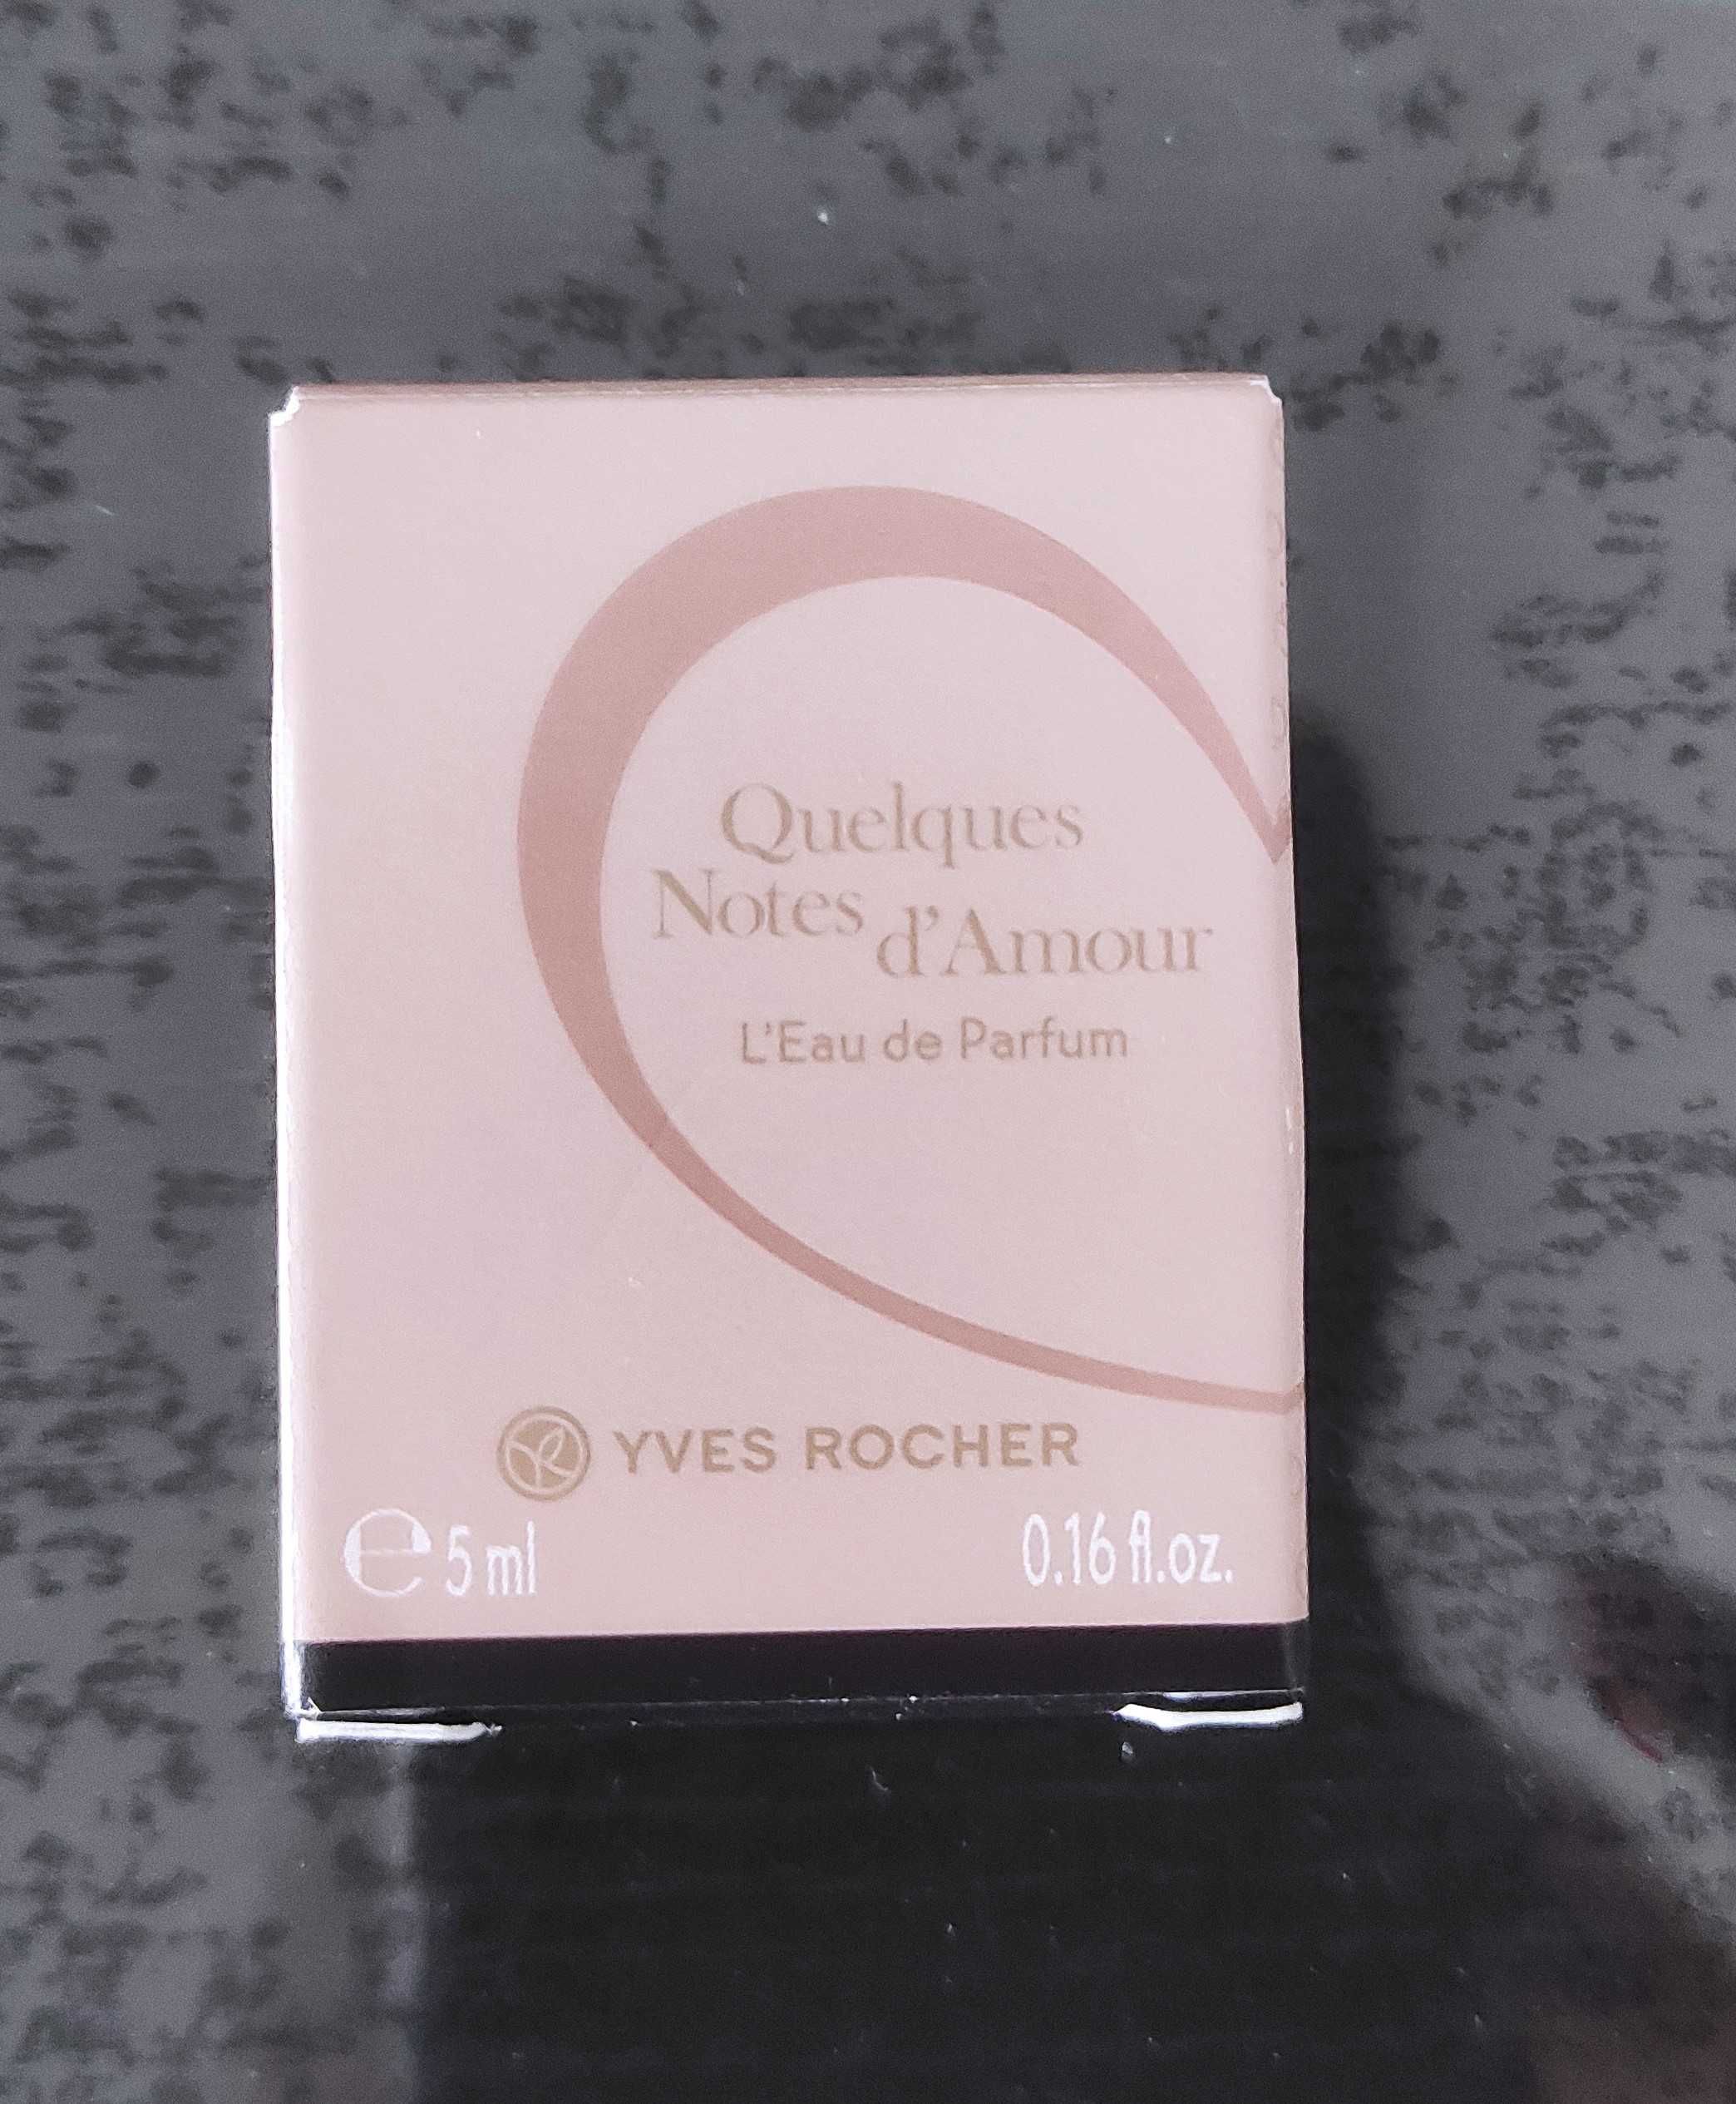 Quelques
Notes d'Amour
L'Eau de Parfum
YVES ROCHER
℮ 5 ml 0.16 fl.oz.